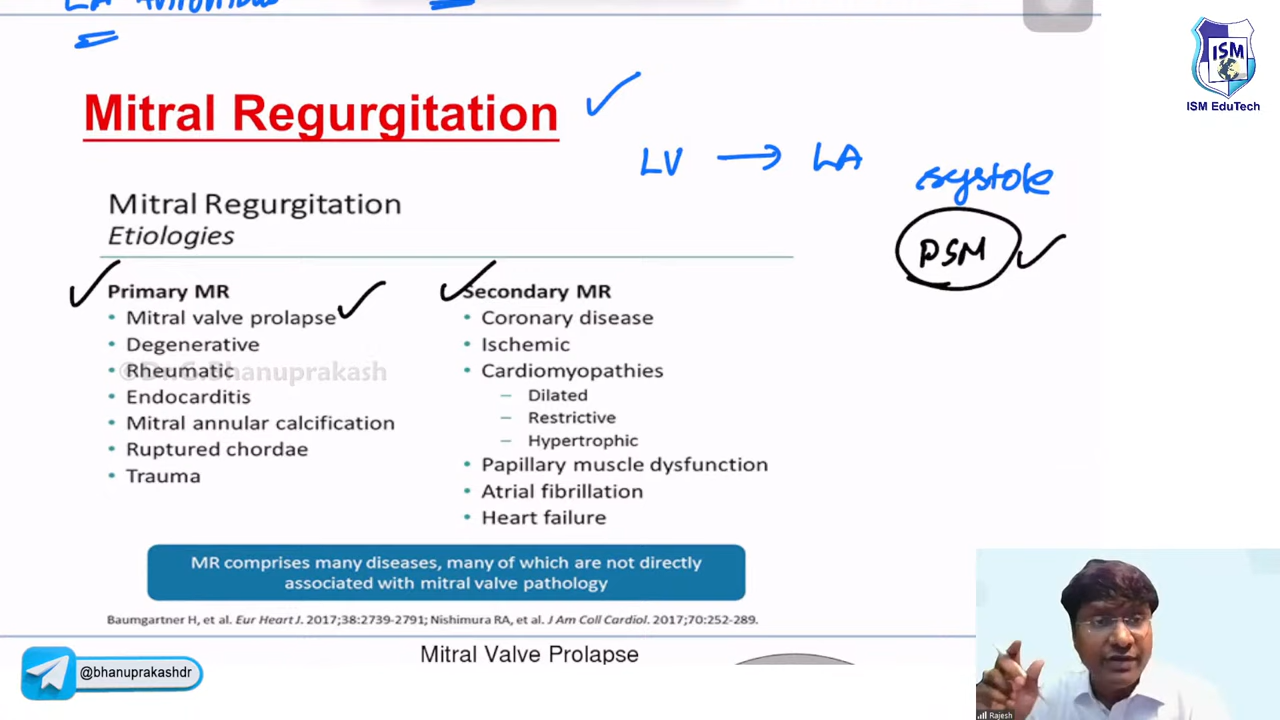 LA
ISM
ISM EduTech
Mitral Regurgitation
LV → LA
systole
PSM
Mitral Regurgitation
Etiologies
Primary MR
• Mitral valve prolapse
• Degenerative
• Rheumatic
• Endocarditis
• Mitral annular calcification
• Ruptured chordae
• Trauma
Secondary MR
• Coronary disease
• Ischemic
• Cardiomyopathies
– Dilated
– Restrictive
– Hypertrophic
• Papillary muscle dysfunction
• Atrial fibrillation
• Heart failure
©Dr.G.Bhanuprakash
MR comprises many diseases, many of which are not directly
associated with mitral valve pathology
Baumgartner H, et al. Eur Heart J. 2017;38:2739-2791; Nishimura RA, et al. J Am Coll Cardiol. 2017;70:252-289.
Mitral Valve Prolapse
@bhanuprakashdr
Rajesh